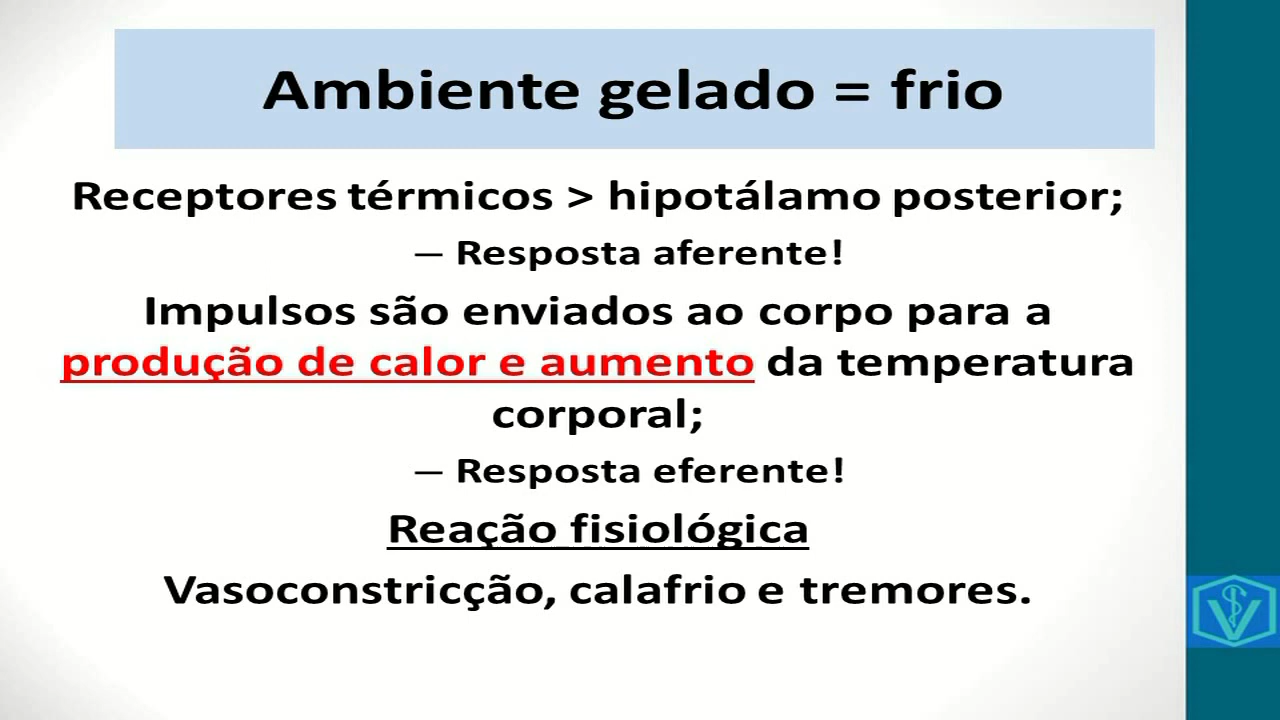 Ambiente gelado = frio
Receptores térmicos > hipotálamo posterior;
– Resposta aferente!
Impulsos são enviados ao corpo para a
produção de calor e aumento da temperatura
corporal;
– Resposta eferente!
Reação fisiológica
Vasoconstricção, calafrio e tremores.
V